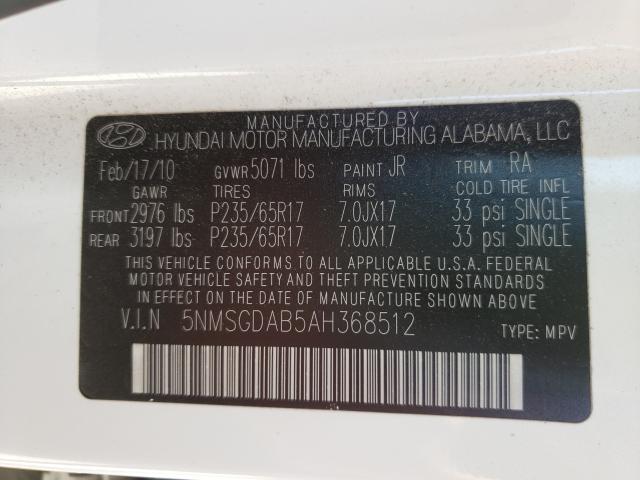 MANUFACTURED BY
HYUNDAI MOTOR MANUFACTURING ALABAMA, LLC
Feb/17/10 GVWR 5071 lbs PAINT JR TRIM RA
GAWR TIRES COLD TIRE INFL
FRONT 2976 lbs P235/65R17 7.0JX17 33 psi SINGLE
REAR 3197 lbs P235/65R17 7.0JX17 33 psi SINGLE
THIS VEHICLE CONFORMS TO ALL APPLICABLE U.S.A. FEDERAL
MOTOR VEHICLE SAFETY AND THEFT PREVENTION STANDARDS
IN EFFECT ON THE DATE OF MANUFACTURE SHOWN ABOVE.
V.I.N 5NMSGDAB5AH368512 TYPE: MPV